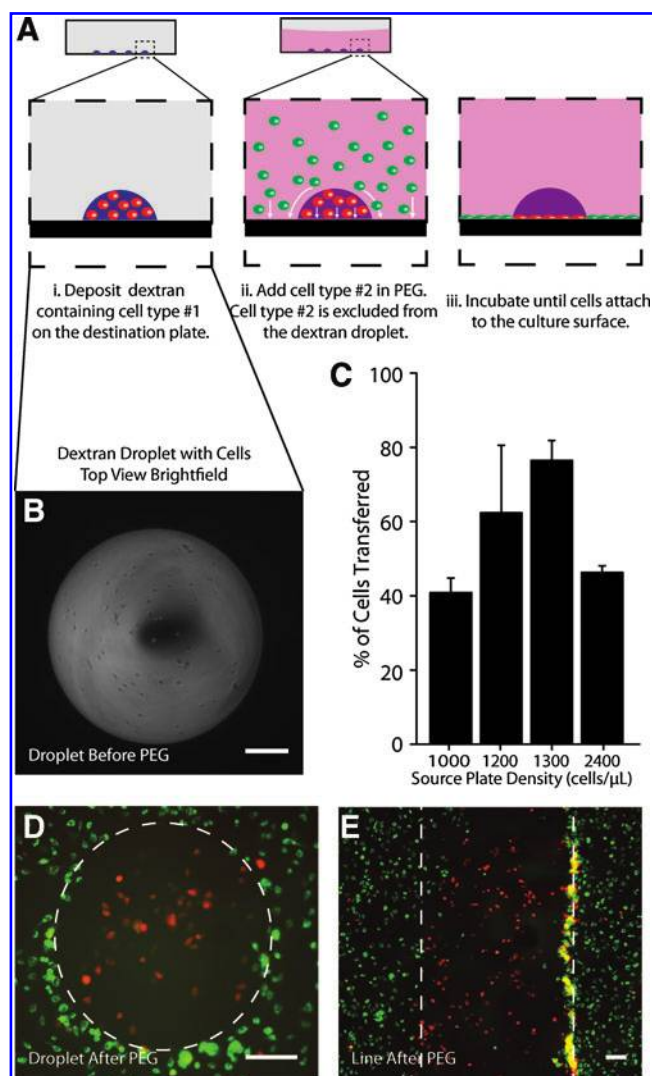 A
i. Deposit dextran
containing cell type #1
on the destination plate.
ii. Add cell type #2 in PEG.
Cell type #2 is excluded from
the dextran droplet.
iii. Incubate until cells attach
to the culture surface.
Dextran Droplet with Cells
Top View Brightfield
B
Droplet Before PEG
C
% of Cells Transferred
100
80
60
40
20
0
1000 1200 1300 2400
Source Plate Density (cells/μL)
D
Droplet After PEG
E
Line After PEG